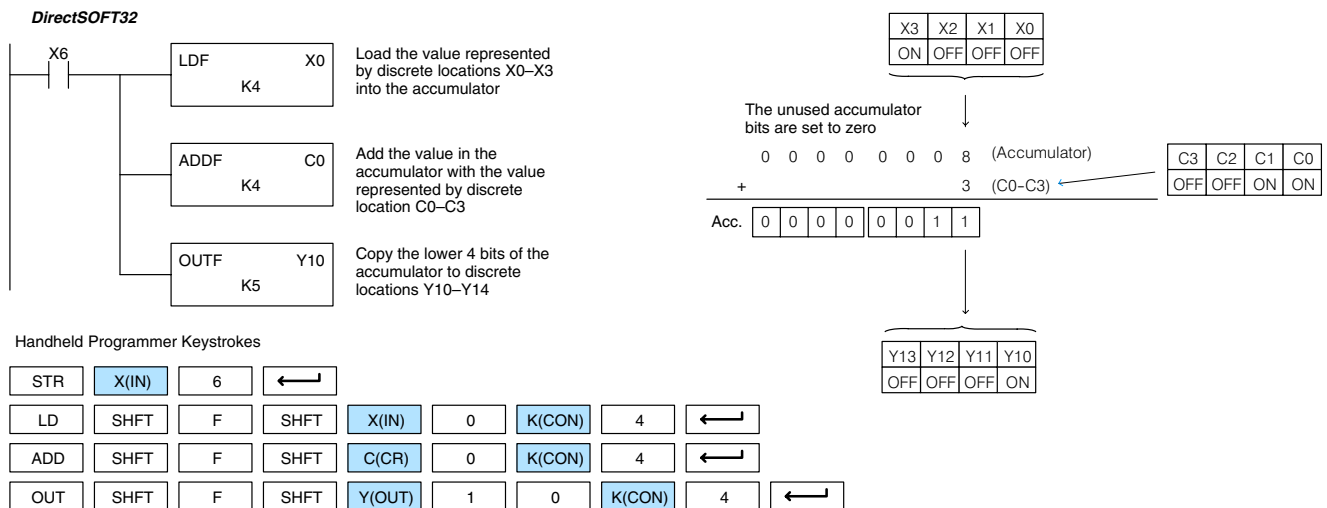 DirectSOFT32
X6
LDF X0
K4
Load the value represented
by discrete locations X0–X3
into the accumulator
ADDF C0
K4
Add the value in the
accumulator with the value
represented by discrete
location C0–C3
OUTF Y10
K5
Copy the lower 4 bits of the
accumulator to discrete
locations Y10–Y14
X3 X2 X1 X0
ON OFF OFF OFF
The unused accumulator
bits are set to zero
0 0 0 0 0 0 0 8 (Accumulator)
+ 3 (C0-C3)
C3 C2 C1 C0
OFF OFF ON ON
Acc. 0 0 0 0 0 0 1 1
Y13 Y12 Y11 Y10
OFF OFF OFF ON
Handheld Programmer Keystrokes
STR X(IN) 6
LD SHFT F SHFT X(IN) 0 K(CON) 4
ADD SHFT F SHFT C(CR) 0 K(CON) 4
OUT SHFT F SHFT Y(OUT) 1 0 K(CON) 4